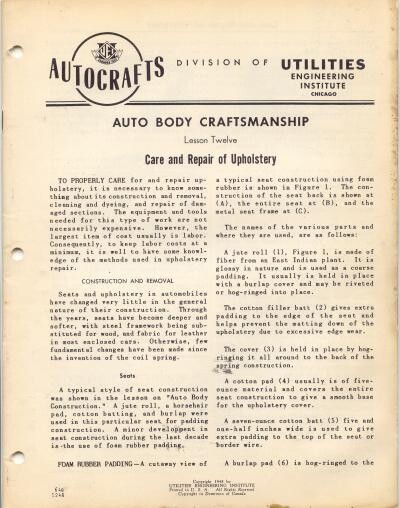 UEI
AUTOCRAFTS
DIVISION OF
UTILITIES
ENGINEERING
INSTITUTE
CHICAGO
AUTO BODY CRAFTSMANSHIP
Lesson Twelve
Care and Repair of Upholstery
TO PROPERLY CARE for and repair up-
holstery, it is necessary to know some-
thing about its construction and removal,
cleaning and dyeing, and repair of dam-
aged sections. The equipment and tools
needed for this type of work are not
necessarily expensive. However, the
largest item of cost usually is labor.
Consequently, to keep labor costs at a
minimum, it is well to have some knowl-
edge of the methods used in upholstery
repair.
CONSTRUCTION AND REMOVAL
Seats and upholstery in automobiles
have changed very little in the general
nature of their construction. Through
the years, seats have become deeper and
softer, with steel framework being sub-
stituted for wood, and fabric for leather
in most enclosed cars. Otherwise, few
fundamental changes have been made since
the invention of the coil spring.
Seats
A typical style of seat construction
was shown in the lesson on "Auto Body
Construction." A jute roll, a horsehair
pad, cotton batting, and burlap were
used in this particular seat for padding
construction. A minor development in
seat construction during the last decade
is the use of foam rubber padding.
FOAM RUBBER PADDING—A cutaway view of
a typical seat construction using foam
rubber is shown in Figure 1. The con-
struction of the seat back is shown at
(A), the entire seat at (B), and the
metal seat frame at (C).
The names of the various parts and
where they are used, are as follows:
A jute roll (1), Figure 1, is made of
fiber from an East Indian plant. It is
glossy in nature and is used as a coarse
padding. It usually is held in place
with a burlap cover and may be riveted
or hog-ringed into place.
The cotton filler batt (2) gives extra
padding to the edge of the seat and
helps prevent the matting down of the
upholstery due to excessive edge wear.
The cover (3) is held in place by hog-
ringing it all around to the back of the
spring construction.
A cotton pad (4) usually is of five-
ounce material and covers the entire
seat construction to give a smooth base
for the upholstery cover.
A seven-ounce cotton batt (5) five and
one-half inches wide is used to give
extra padding to the top of the seat or
border wire.
A burlap pad (6) is hog-ringed to the
640
1248
Copyright 1948 by
UTILITIES ENGINEERING INSTITUTE
Printed in U. S. A. All Rights Reserved
Copyright in Dominion of Canada